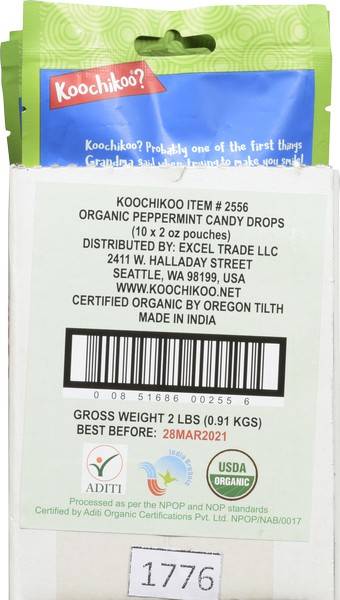 Koochikoo?
Koochikoo? Probably one of the first things
Grandma said when trying to make you smile!
KOOCHIKOO ITEM # 2556
ORGANIC PEPPERMINT CANDY DROPS
(10 x 2 oz pouches)
DISTRIBUTED BY: EXCEL TRADE LLC
2411 W. HALLADAY STREET
SEATTLE, WA 98199, USA
WWW.KOOCHIKOO.NET
CERTIFIED ORGANIC BY OREGON TILTH
MADE IN INDIA
0 08 51686 00255 6
GROSS WEIGHT 2 LBS (0.91 KGS)
BEST BEFORE: 28MAR2021
ADITI
India Organic
USDA
ORGANIC
Processed as per the NPOP and NOP standards
Certified by Aditi Organic Certifications Pvt. Ltd. NPOP/NAB/0017
1776